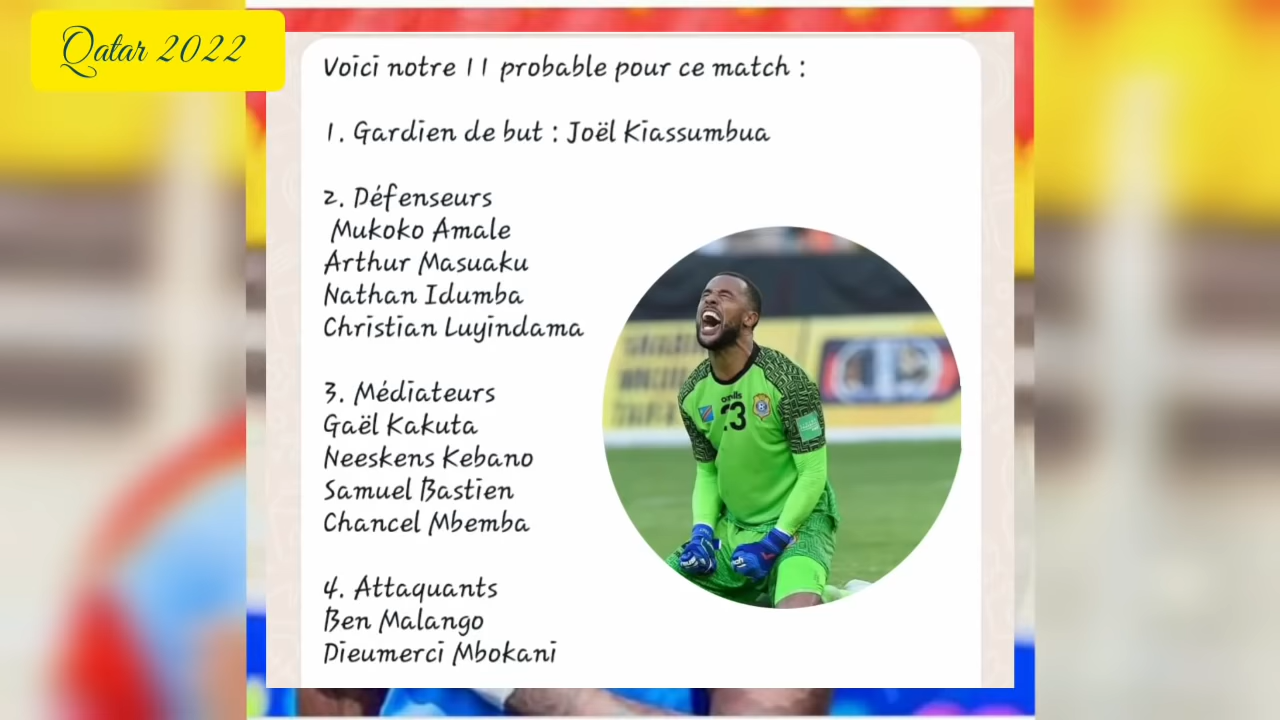 Qatar 2022
Voici notre 11 probable pour ce match :
1. Gardien de but : Joël Kiassumbua
2. Défenseurs
Mukoko Amale
Arthur Masuaku
Nathan Idumba
Christian Luyindama
3. Médiateurs
Gaël Kakuta
Neeskens Kebano
Samuel Bastien
Chancel Mbemba
4. Attaquants
Ben Malango
Dieumerci Mbokani
23